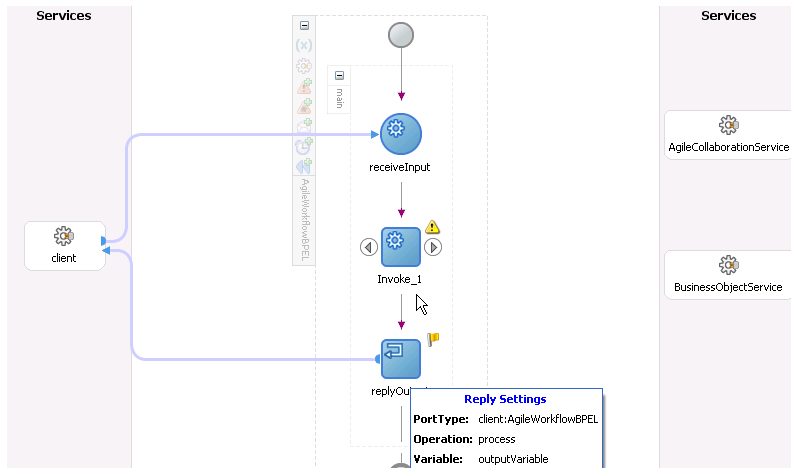 Services
Services
(x)
main
AgileWorkflowBPEL
receiveInput
AgileCollaborationService
client
Invoke_1
BusinessObjectService
Reply Settings
PortType: client:AgileWorkflowBPEL
Operation: process
Variable: outputVariable